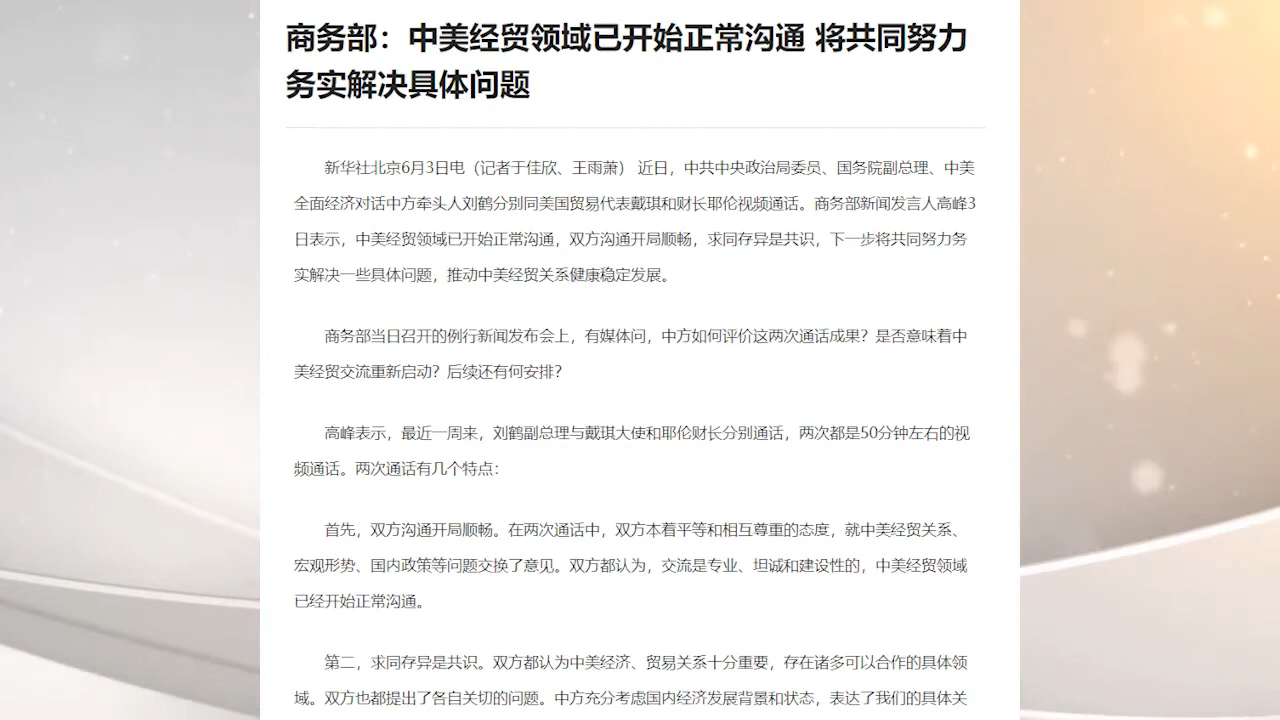 商务部：中美经贸领域已开始正常沟通 将共同努力
务实解决具体问题
新华社北京6月3日电（记者于佳欣、王雨萧） 近日，中共中央政治局委员、国务院副总理、中美
全面经济对话中方牵头人刘鹤分别同美国贸易代表戴琪和财长耶伦视频通话。商务部新闻发言人高峰3
日表示，中美经贸领域已开始正常沟通，双方沟通开局顺畅，求同存异是共识，下一步将共同努力务
实解决一些具体问题，推动中美经贸关系健康稳定发展。
商务部当日召开的例行新闻发布会上，有媒体问，中方如何评价这两次通话成果？是否意味着中
美经贸交流重新启动？后续还有何安排？
高峰表示，最近一周来，刘鹤副总理与戴琪大使和耶伦财长分别通话，两次都是50分钟左右的视
频通话。两次通话有几个特点：
首先，双方沟通开局顺畅。在两次通话中，双方本着平等和相互尊重的态度，就中美经贸关系、
宏观形势、国内政策等问题交换了意见。双方都认为，交流是专业、坦诚和建设性的，中美经贸领域
已经开始正常沟通。
第二，求同存异是共识。双方都认为中美经济、贸易关系十分重要，存在诸多可以合作的具体领
域。双方也都提出了各自关切的问题。中方充分考虑国内经济发展背景和状态，表达了我们的具体关